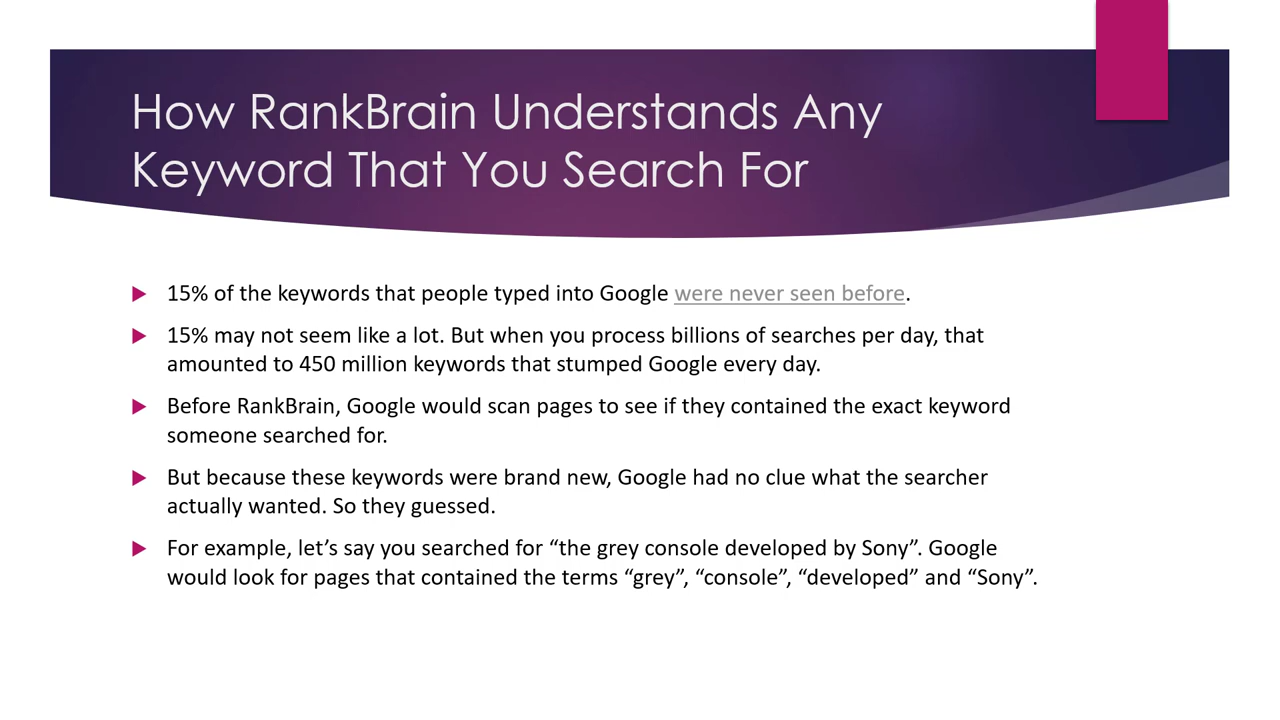 How RankBrain Understands Any
Keyword That You Search For
15% of the keywords that people typed into Google were never seen before.
15% may not seem like a lot. But when you process billions of searches per day, that
amounted to 450 million keywords that stumped Google every day.
Before RankBrain, Google would scan pages to see if they contained the exact keyword
someone searched for.
But because these keywords were brand new, Google had no clue what the searcher
actually wanted. So they guessed.
For example, let’s say you searched for “the grey console developed by Sony”. Google
would look for pages that contained the terms “grey”, “console”, “developed” and “Sony”.